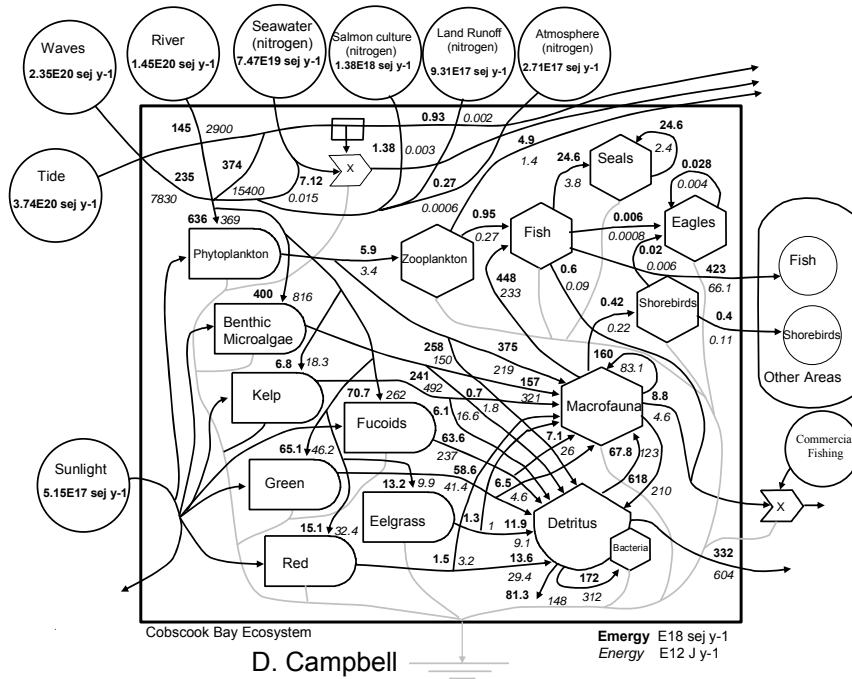 Waves
2.35E20 sej y-1
River
1.45E20 sej y-1
Seawater
(nitrogen)
7.47E19 sej y-1
Salmon culture
(nitrogen)
1.38E18 sej y-1
Land Runoff
(nitrogen)
9.31E17 sej y-1
Atmosphere
(nitrogen)
2.71E17 sej y-1
Tide
3.74E20 sej y-1
Sunlight
5.15E17 sej y-1
145
2900
0.93
0.002
X
1.38
0.003
4.9
1.4
374
235
7830
15400
7.12
0.015
0.27
0.0006
636
369
Phytoplankton
5.9
3.4
Zooplankton
0.95
0.27
Fish
24.6
3.8
Seals
24.6
2.4
0.028
0.004
Eagles
0.006
0.0008
0.02
0.006
423
66.1
Fish
0.6
0.09
Shorebirds
0.4
0.11
Shorebirds
Other Areas
448
233
0.42
0.22
400
816
Benthic
Microalgae
258
150
375
219
157
321
160
83.1
Macrofauna
8.8
4.6
6.8
18.3
Kelp
241
492
0.7
1.8
70.7
262
Fucoids
6.1
16.6
7.1
26
67.8
123
618
210
63.6
237
65.1
46.2
Green
58.6
41.4
6.5
4.6
13.2
9.9
Eelgrass
1.3
1
11.9
9.1
Detritus
Bacteria
15.1
32.4
Red
1.5
3.2
13.6
29.4
172
312
81.3
148
332
604
Commercial
Fishing
X
Cobscook Bay Ecosystem
D. Campbell
Emergy E18 sej y-1
Energy E12 J y-1